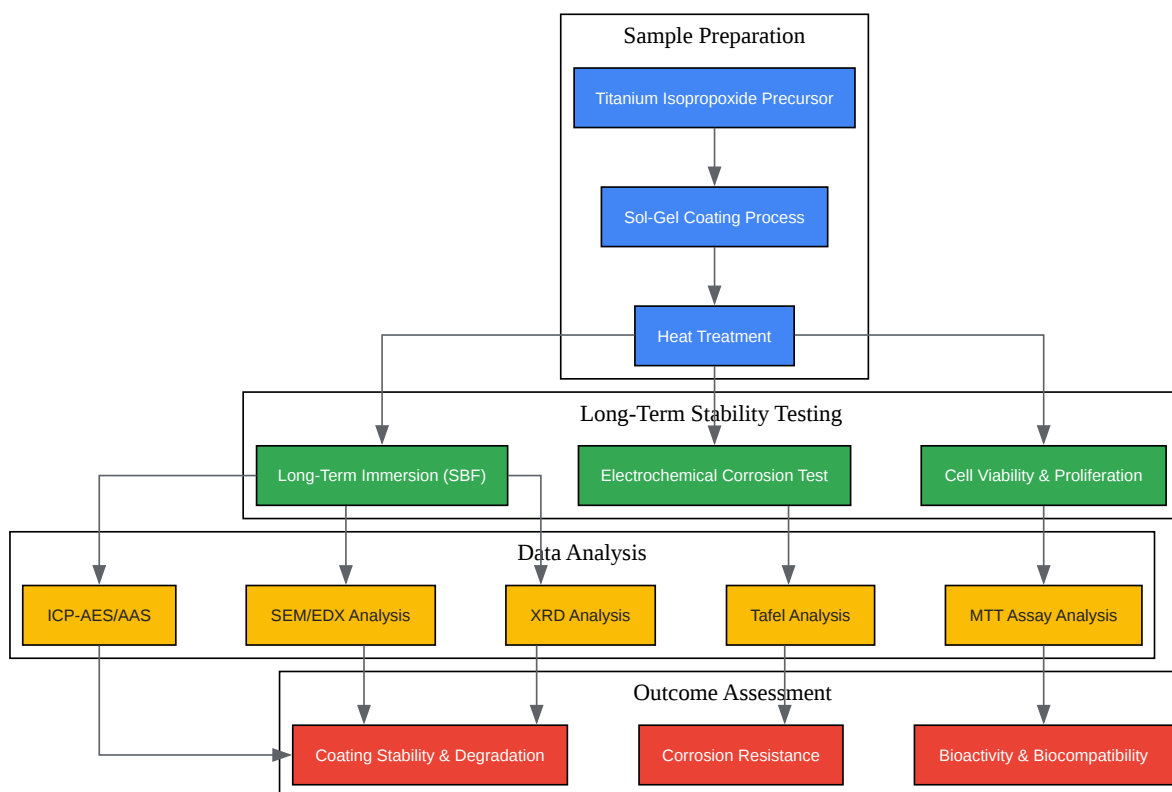 Sample Preparation
Titanium Isopropoxide Precursor
Sol-Gel Coating Process
Heat Treatment
Long-Term Stability Testing
Long-Term Immersion (SBF)
Electrochemical Corrosion Test
Cell Viability & Proliferation
Data Analysis
ICP-AES/AAS
SEM/EDX Analysis
XRD Analysis
Tafel Analysis
MTT Assay Analysis
Outcome Assessment
Coating Stability & Degradation
Corrosion Resistance
Bioactivity & Biocompatibility